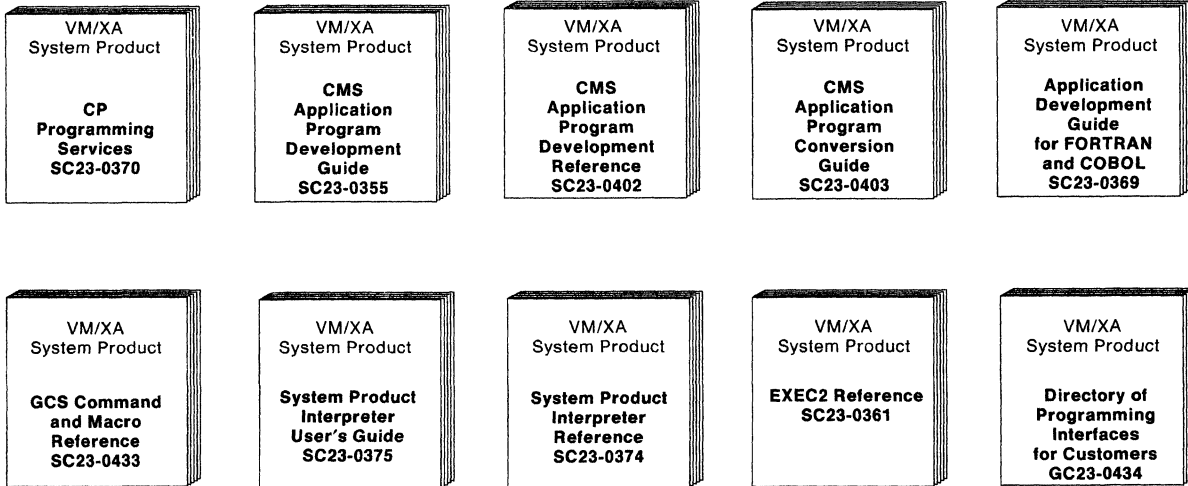 VM/XA
System Product
CP
Programming
Services
SC23-0370
VM/XA
System Product
CMS
Application
Program
Development
Guide
SC23-0355
VM/XA
System Product
CMS
Application
Program
Development
Reference
SC23-0402
VM/XA
System Product
CMS
Application
Program
Conversion
Guide
SC23-0403
VM/XA
System Product
Application
Development
Guide
for FORTRAN
and COBOL
SC23-0369
VM/XA
System Product
GCS Command
and Macro
Reference
SC23-0433
VM/XA
System Product
System Product
Interpreter
User's Guide
SC23-0375
VM/XA
System Product
System Product
Interpreter
Reference
SC23-0374
VM/XA
System Product
EXEC2 Reference
SC23-0361
VM/XA
System Product
Directory of
Programming
Interfaces
for Customers
GC23-0434